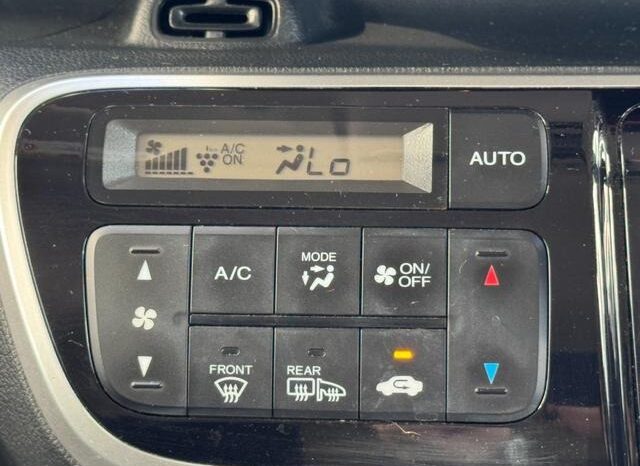 A/C
ON
Lo
AUTO
A/C
MODE
ON/
OFF
FRONT
REAR